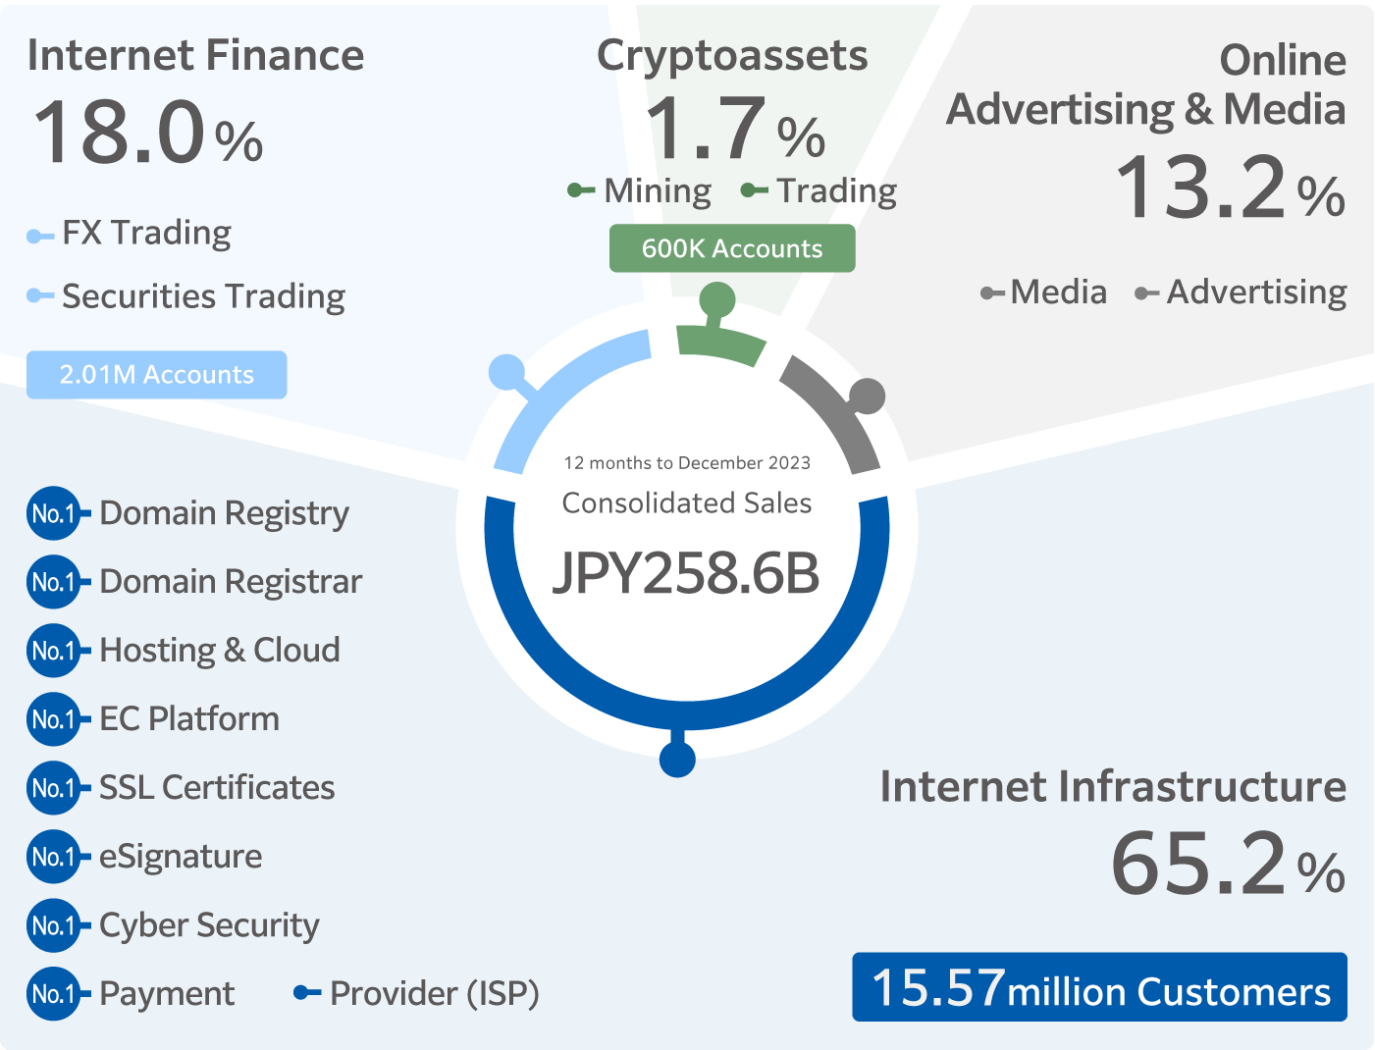 Internet Finance
18.0%
FX Trading
Securities Trading
2.01M Accounts
Cryptoassets
1.7%
Mining
Trading
600K Accounts
Online
Advertising & Media
13.2%
Media
Advertising
12 months to December 2023
Consolidated Sales
JPY258.6B
No.1 Domain Registry
No.1 Domain Registrar
No.1 Hosting & Cloud
No.1 EC Platform
No.1 SSL Certificates
No.1 eSignature
No.1 Cyber Security
No.1 Payment
Provider (ISP)
Internet Infrastructure
65.2%
15.57million Customers